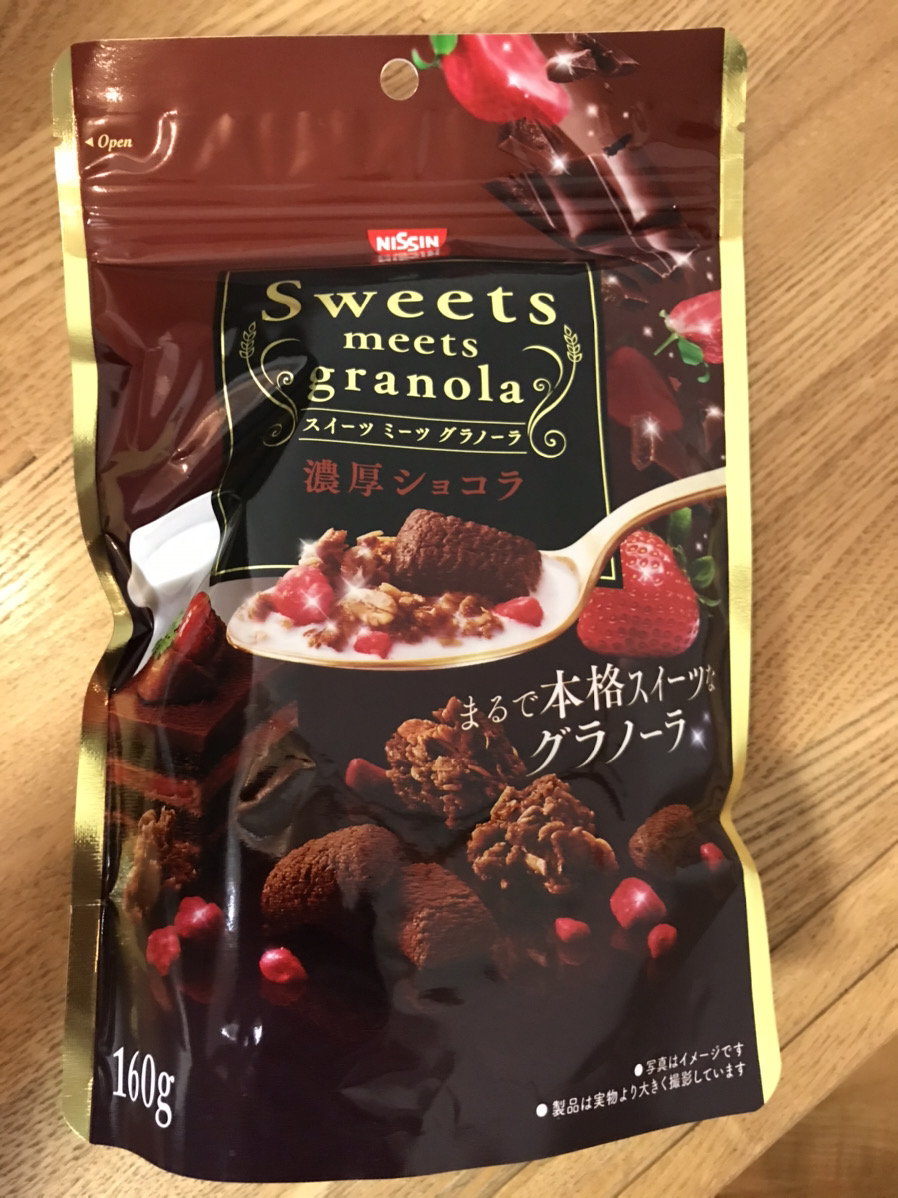 Open
NISSIN
Sweets
meets
granola
スイーツ ミーツ グラノーラ
濃厚ショコラ
まるで本格スイーツな
グラノーラ
160g
●写真はイメージです
●製品は実物より大きく撮影しています